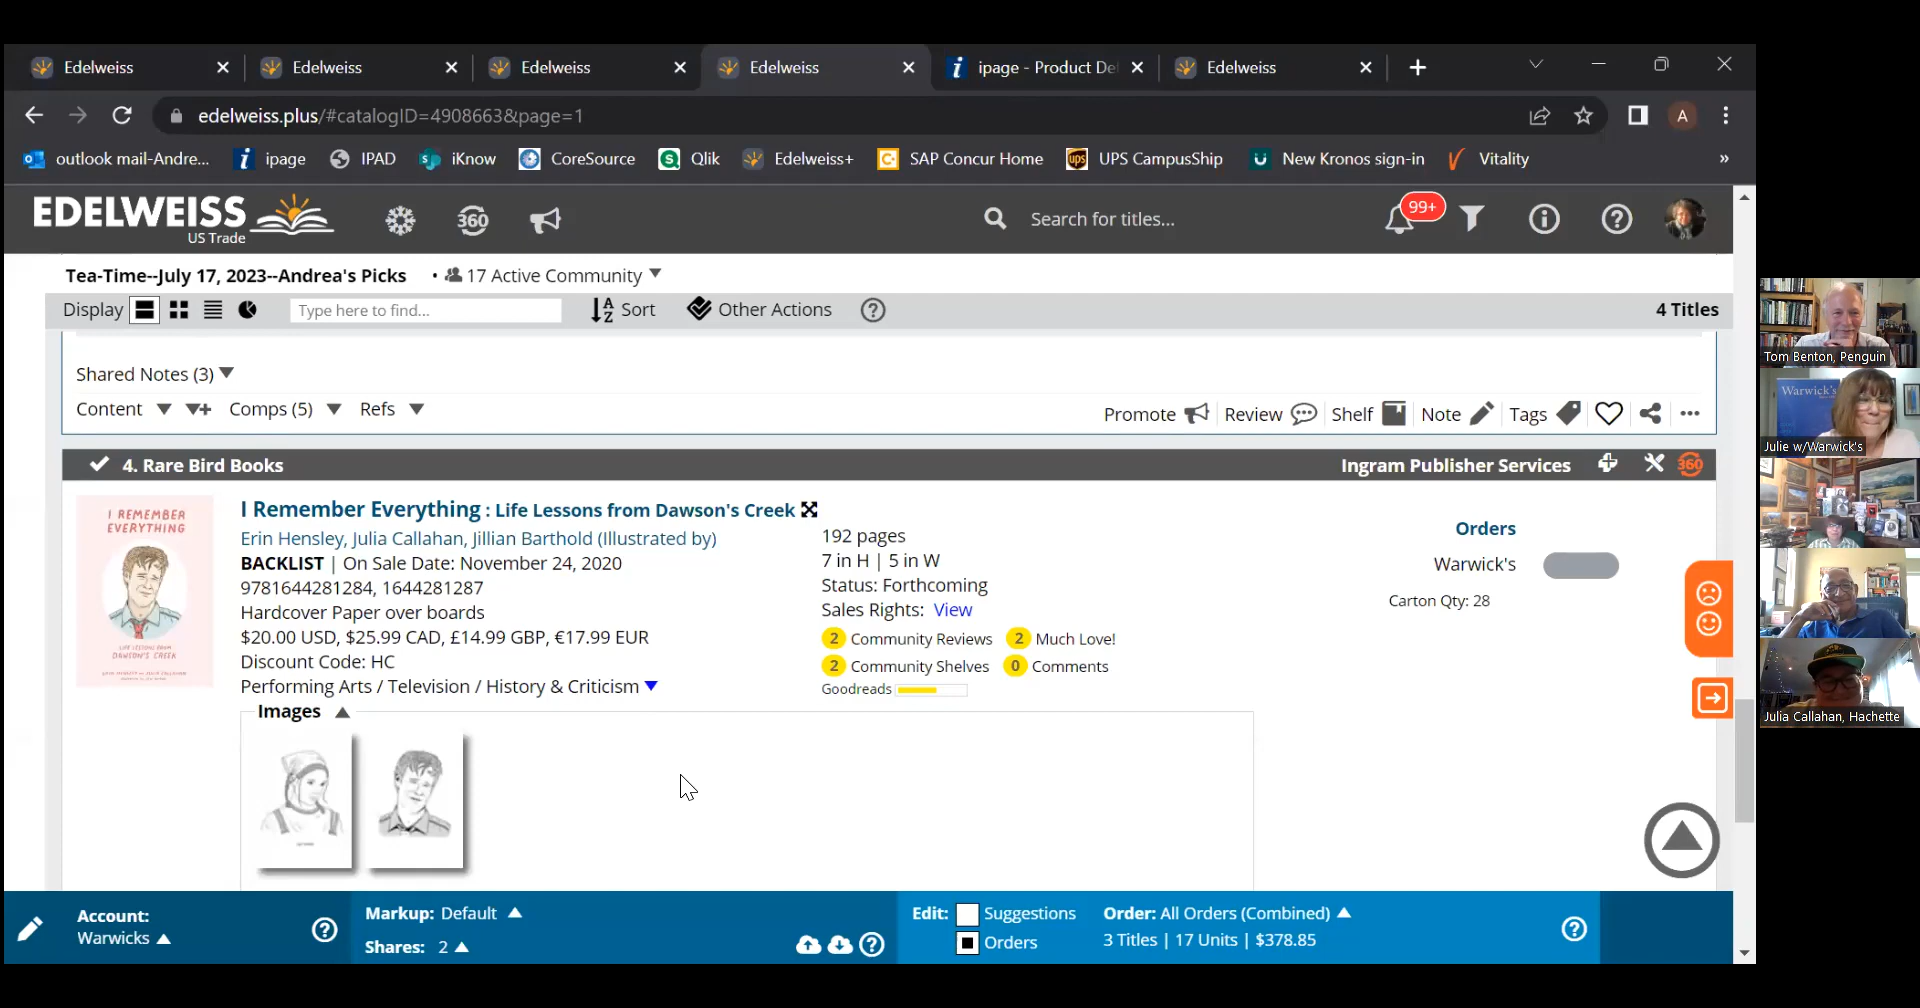 Edelweiss
Edelweiss
Edelweiss
Edelweiss
ipage - Product De
Edelweiss
edelweiss.plus/#catalogID=4908663&page=1
A
outlook mail-Andre...
ipage
IPAD
iKnow
CoreSource
Qlik
Edelweiss+
SAP Concur Home
UPS CampusShip
New Kronos sign-in
Vitality
»
EDELWEISS
US Trade
360
Search for titles...
99+
Tea-Time--July 17, 2023--Andrea's Picks
• 17 Active Community
Display
Type here to find...
Sort
Other Actions
4 Titles
Shared Notes (3)
Content
Comps (5)
Refs
Promote
Review
Shelf
Note
Tags
4. Rare Bird Books
Ingram Publisher Services
360
I REMEMBER
EVERYTHING
LIFE LESSONS FROM
DAWSON'S CREEK
I Remember Everything : Life Lessons from Dawson's Creek
Erin Hensley, Julia Callahan, Jillian Barthold (Illustrated by)
BACKLIST | On Sale Date: November 24, 2020
9781644281284, 1644281287
Hardcover Paper over boards
$20.00 USD, $25.99 CAD, £14.99 GBP, €17.99 EUR
Discount Code: HC
Performing Arts / Television / History & Criticism
192 pages
7 in H | 5 in W
Status: Forthcoming
Sales Rights: View
2 Community Reviews
2 Much Love!
2 Community Shelves
0 Comments
Goodreads
Orders
Warwick's
Carton Qty: 28
Images
Account:
Warwicks
Markup: Default
Shares: 2
Edit:
Suggestions
Orders
Order: All Orders (Combined)
3 Titles | 17 Units | $378.85
Tom Benton, Penguin
Warwick's
Julie w/Warwick's
Julia Callahan, Hachette